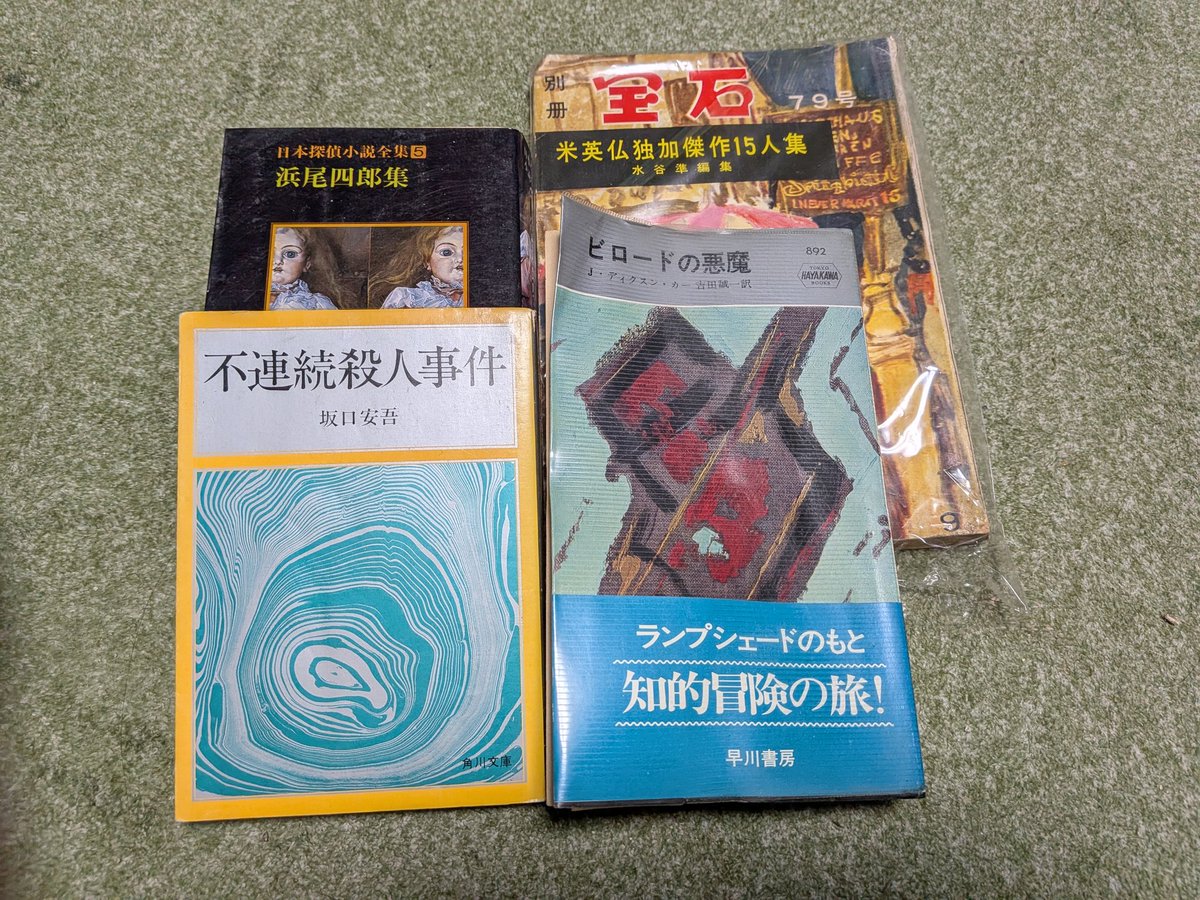 別冊
宝石
79号
米英仏独加傑作15人集
水谷準編集
9
日本探偵小説全集5
浜尾四郎集
ビロードの悪魔
J・ディクスン・カー 吉田誠一訳
892
TOKYO
HAYAKAWA
BOOKS
ランプシェードのもと
知的冒険の旅!
早川書房
不連続殺人事件
坂口安吾
角川文庫